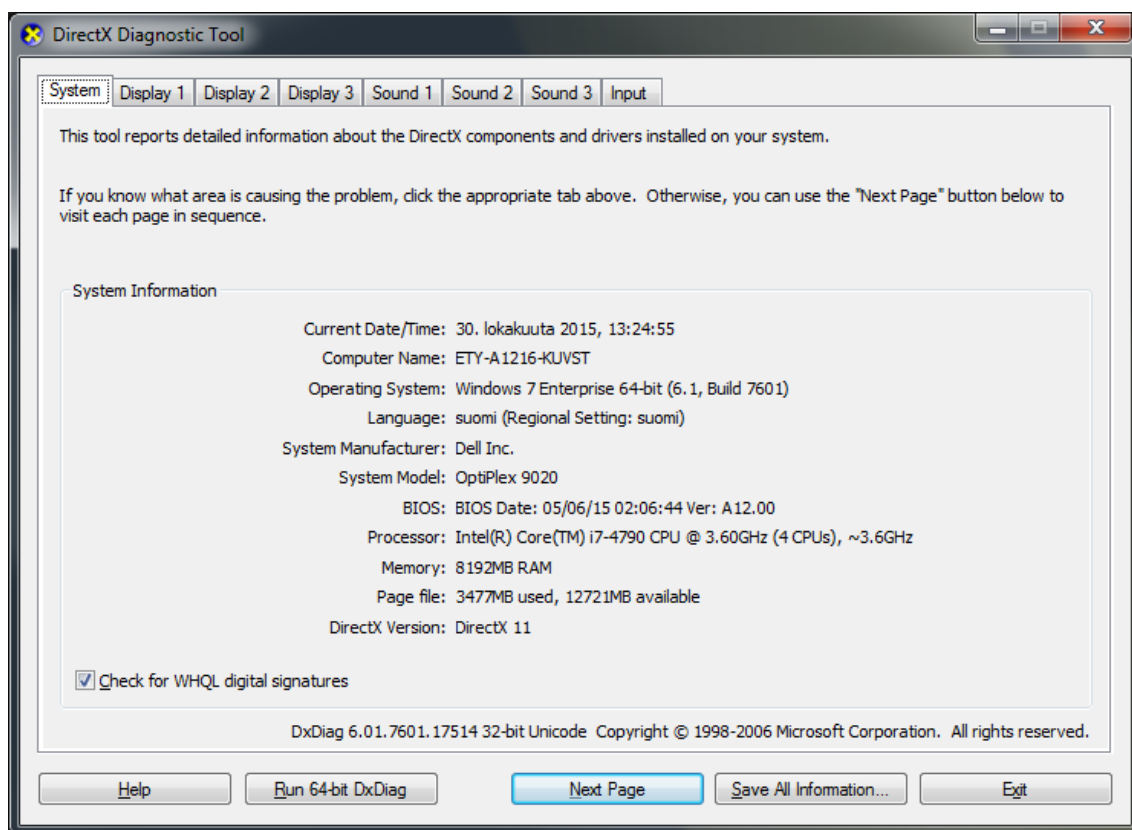 DirectX Diagnostic Tool
System Display 1 Display 2 Display 3 Sound 1 Sound 2 Sound 3 Input
This tool reports detailed information about the DirectX components and drivers installed on your system.
If you know what area is causing the problem, click the appropriate tab above. Otherwise, you can use the "Next Page" button below to
visit each page in sequence.
System Information
Current Date/Time: 30. lokakuuta 2015, 13:24:55
Computer Name: ETY-A1216-KUVST
Operating System: Windows 7 Enterprise 64-bit (6.1, Build 7601)
Language: suomi (Regional Setting: suomi)
System Manufacturer: Dell Inc.
System Model: OptiPlex 9020
BIOS: BIOS Date: 05/06/15 02:06:44 Ver: A12.00
Processor: Intel(R) Core(TM) i7-4790 CPU @ 3.60GHz (4 CPUs), ~3.6GHz
Memory: 8192MB RAM
Page file: 3477MB used, 12721MB available
DirectX Version: DirectX 11
Check for WHQL digital signatures
DxDiag 6.01.7601.17514 32-bit Unicode Copyright © 1998-2006 Microsoft Corporation. All rights reserved.
Help Run 64-bit DxDiag Next Page Save All Information... Exit